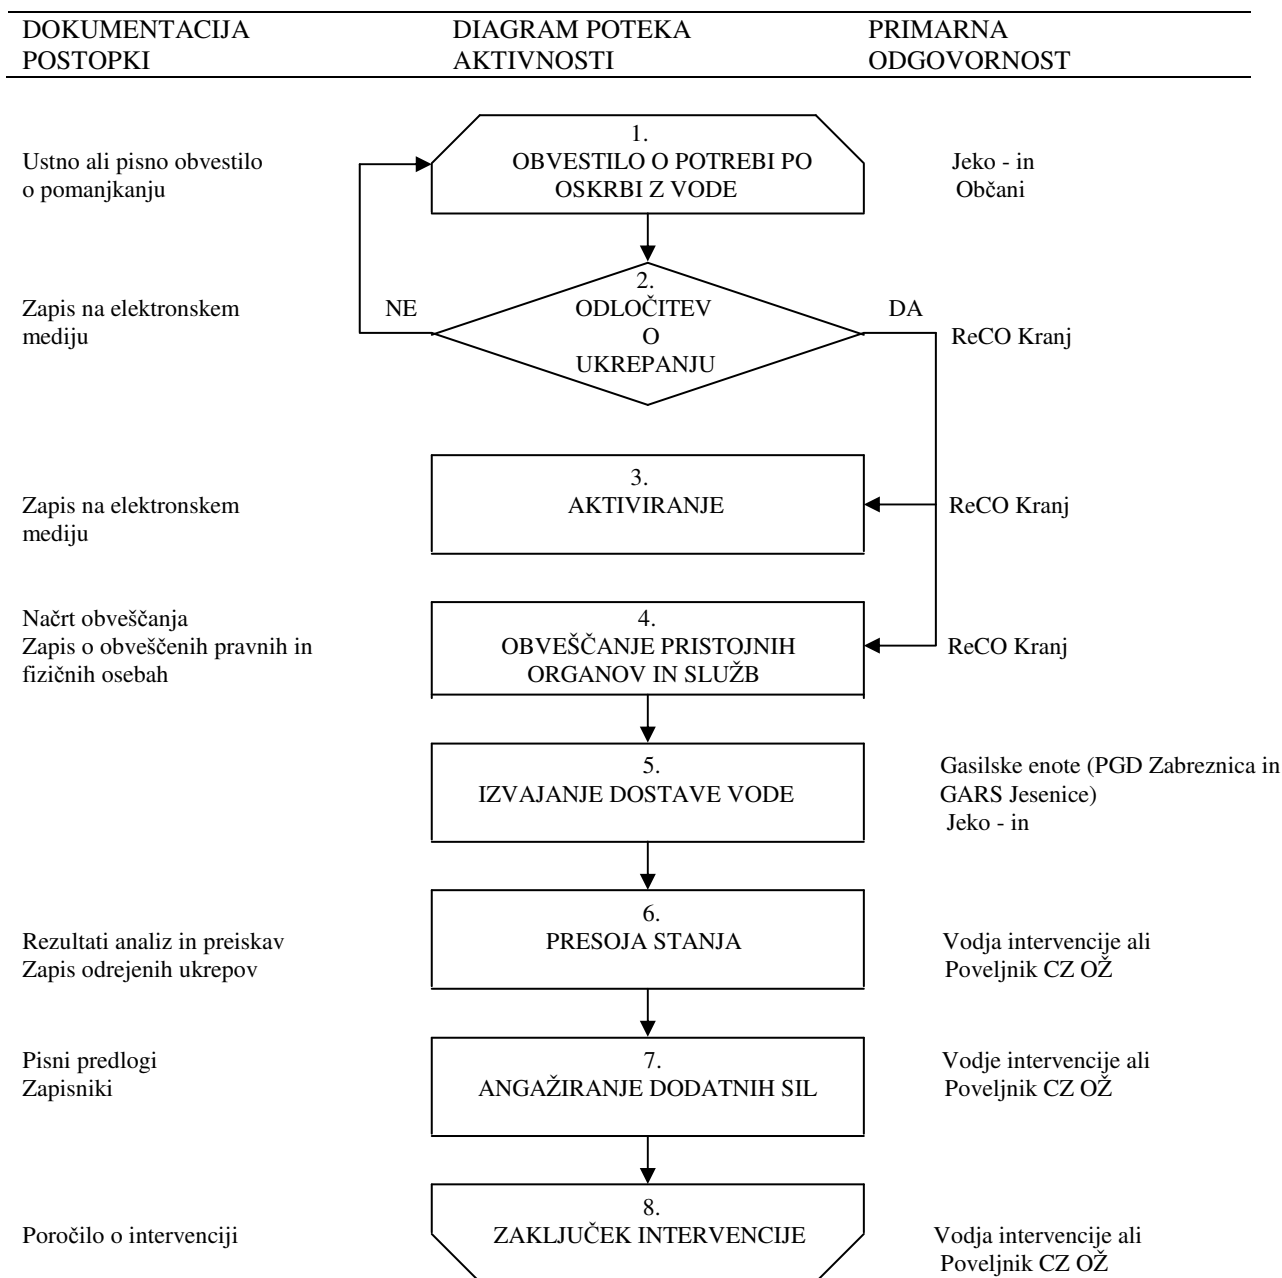 DOKUMENTACIJA
POSTOPKI
DIAGRAM POTEKA
AKTIVNOSTI
PRIMARNA
ODGOVORNOST
Ustno ali pisno obvestilo
o pomanjkanju
1.
OBVESTILO O POTREBI PO
OSKRBI Z VODE
Jeko - in
Občani
Zapis na elektronskem
mediju
NE
2.
ODLOČITEV
O
UKREPANJU
DA
ReCO Kranj
Zapis na elektronskem
mediju
3.
AKTIVIRANJE
ReCO Kranj
Načrt obveščanja
Zapis o obveščenih pravnih in
fizičnih osebah
4.
OBVEŠČANJE PRISTOJNIH
ORGANOV IN SLUŽB
ReCO Kranj
5.
IZVAJANJE DOSTAVE VODE
Gasilske enote (PGD Zabreznica in
GARS Jesenice)
Jeko - in
Rezultati analiz in preiskav
Zapis odrejenih ukrepov
6.
PRESOJA STANJA
Vodja intervencije ali
Poveljnik CZ OŽ
Pisni predlogi
Zapisniki
7.
ANGAŽIRANJE DODATNIH SIL
Vodje intervencije ali
Poveljnik CZ OŽ
Poročilo o intervenciji
8.
ZAKLJUČEK INTERVENCIJE
Vodja intervencije ali
Poveljnik CZ OŽ